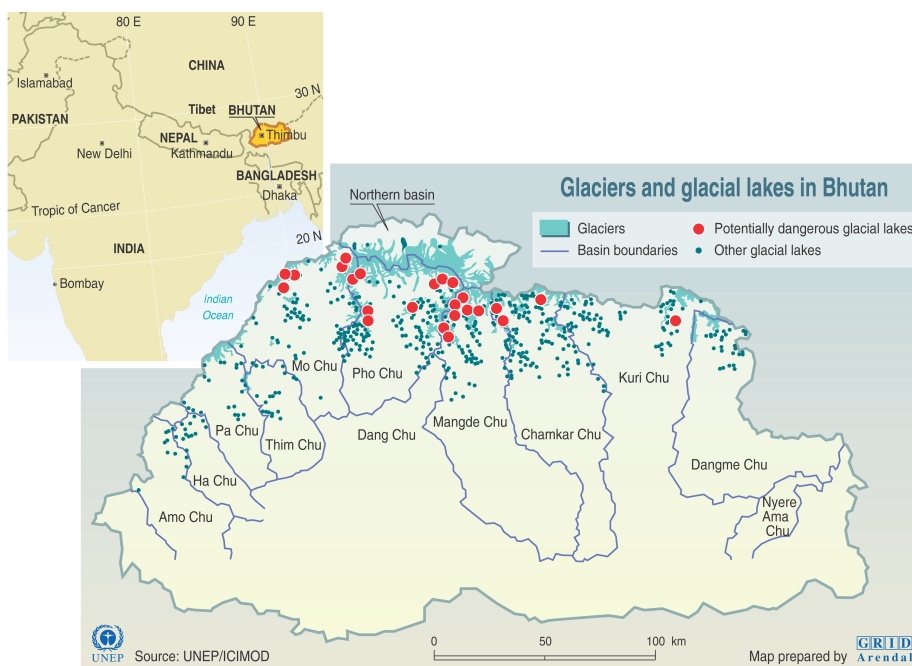 80 E
90 E
CHINA
Islamabad
30 N
Tibet
BHUTAN
PAKISTAN
NEPAL
Thimbu
New Delhi
Kathmandu
BANGLADESH
Dhaka
Tropic of Cancer
20 N
INDIA
Bombay
Indian
Ocean
Northern basin
Glaciers and glacial lakes in Bhutan
Glaciers
Potentially dangerous glacial lakes
Basin boundaries
Other glacial lakes
Mo Chu
Pho Chu
Kuri Chu
Pa Chu
Thim Chu
Dang Chu
Mangde Chu
Chamkar Chu
Dangme Chu
Ha Chu
Amo Chu
Nyere
Ama
Chu
UNEP
Source: UNEP/ICIMOD
0 50 100 km
Map prepared by
GRID
Arendal